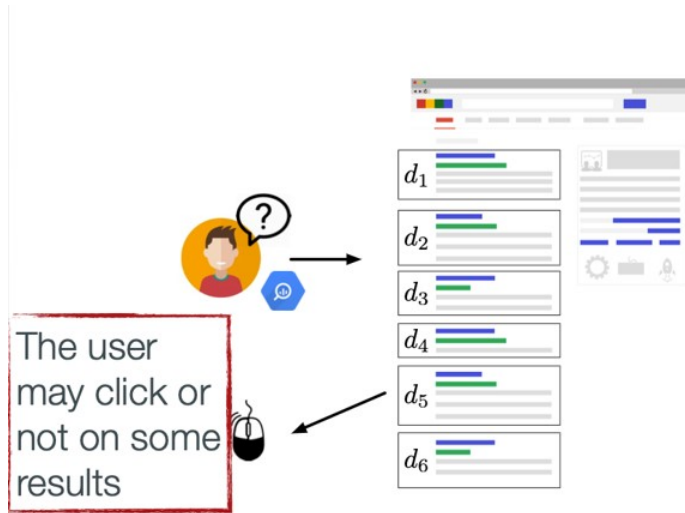 ?
d₁
d₂
d₃
d₄
d₅
d₆
The user
may click or
not on some
results